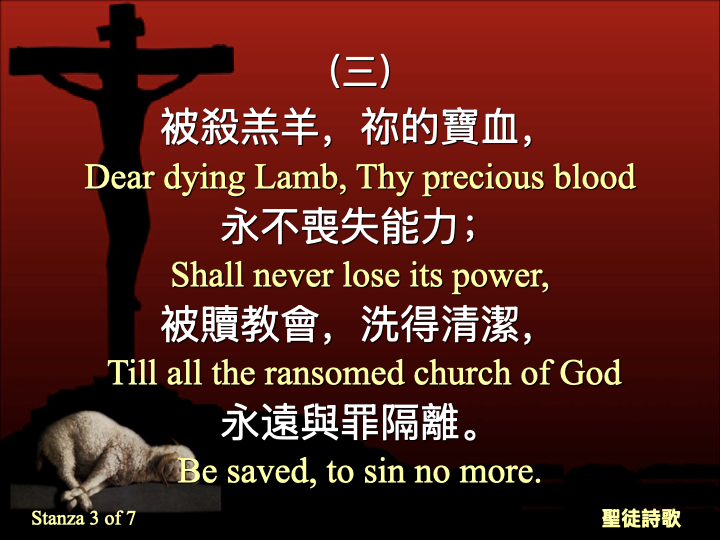 (三)
被殺羔羊，祢的寶血，
Dear dying Lamb, Thy precious blood
永不喪失能力；
Shall never lose its power,
被贖教會，洗得清潔，
Till all the ransomed church of God
永遠與罪隔離。
Be saved, to sin no more.
Stanza 3 of 7
聖徒詩歌